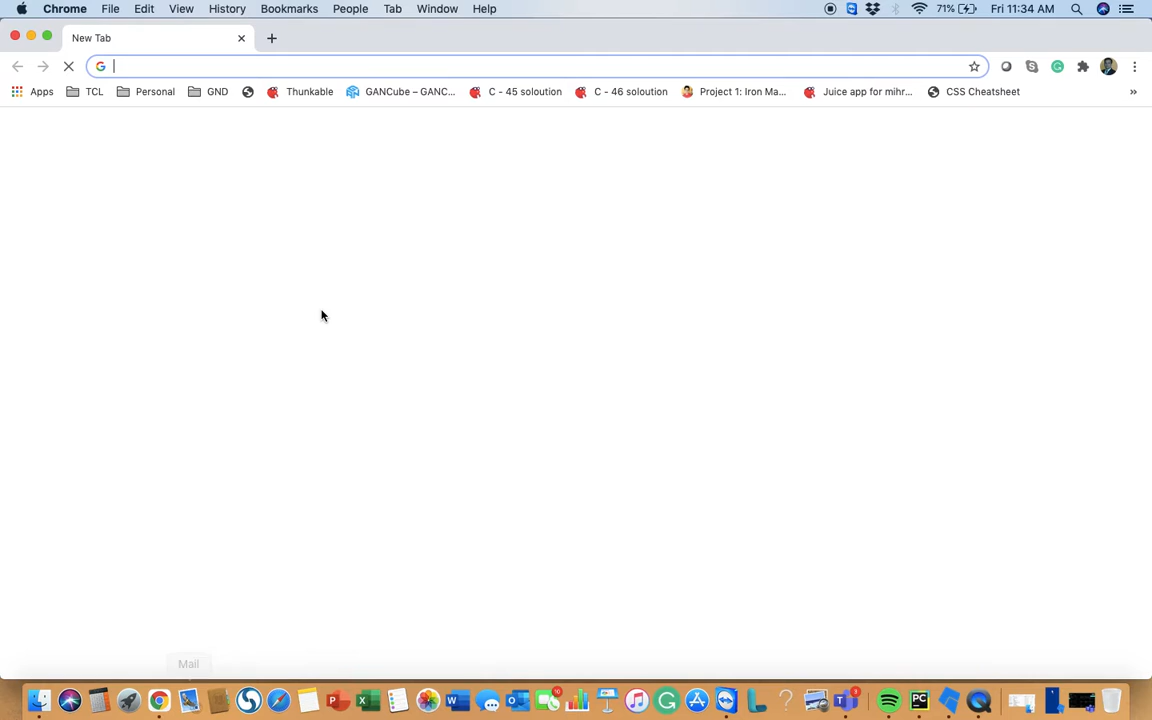 Chrome File Edit View History Bookmarks People Tab Window Help 71% Fri 11:34 AM
New Tab
Apps TCL Personal GND Thunkable GANCube – GANC... C - 45 soloution C - 46 soloution Project 1: Iron Ma... Juice app for mihr... CSS Cheatsheet »
Mail